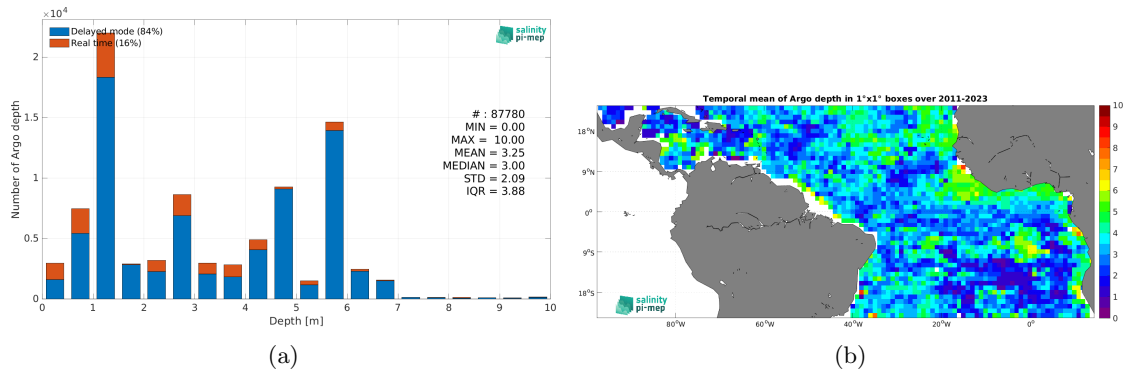 ×10⁴
Delayed mode (84%)
Real time (16%)
salinity
pi-mep
# : 87780
MIN = 0.00
MAX = 10.00
MEAN = 3.25
MEDIAN = 3.00
STD = 2.09
IQR = 3.88
Number of Argo depth
2
1.5
1
0.5
0
0 1 2 3 4 5 6 7 8 9 10
Depth [m]
(a)
Temporal mean of Argo depth in 1°x1° boxes over 2011-2023
18°N
9°N
0°
9°S
18°S
80°W 60°W 40°W 20°W 0°
salinity
pi-mep
10
9
8
7
6
5
4
3
2
1
0
(b)